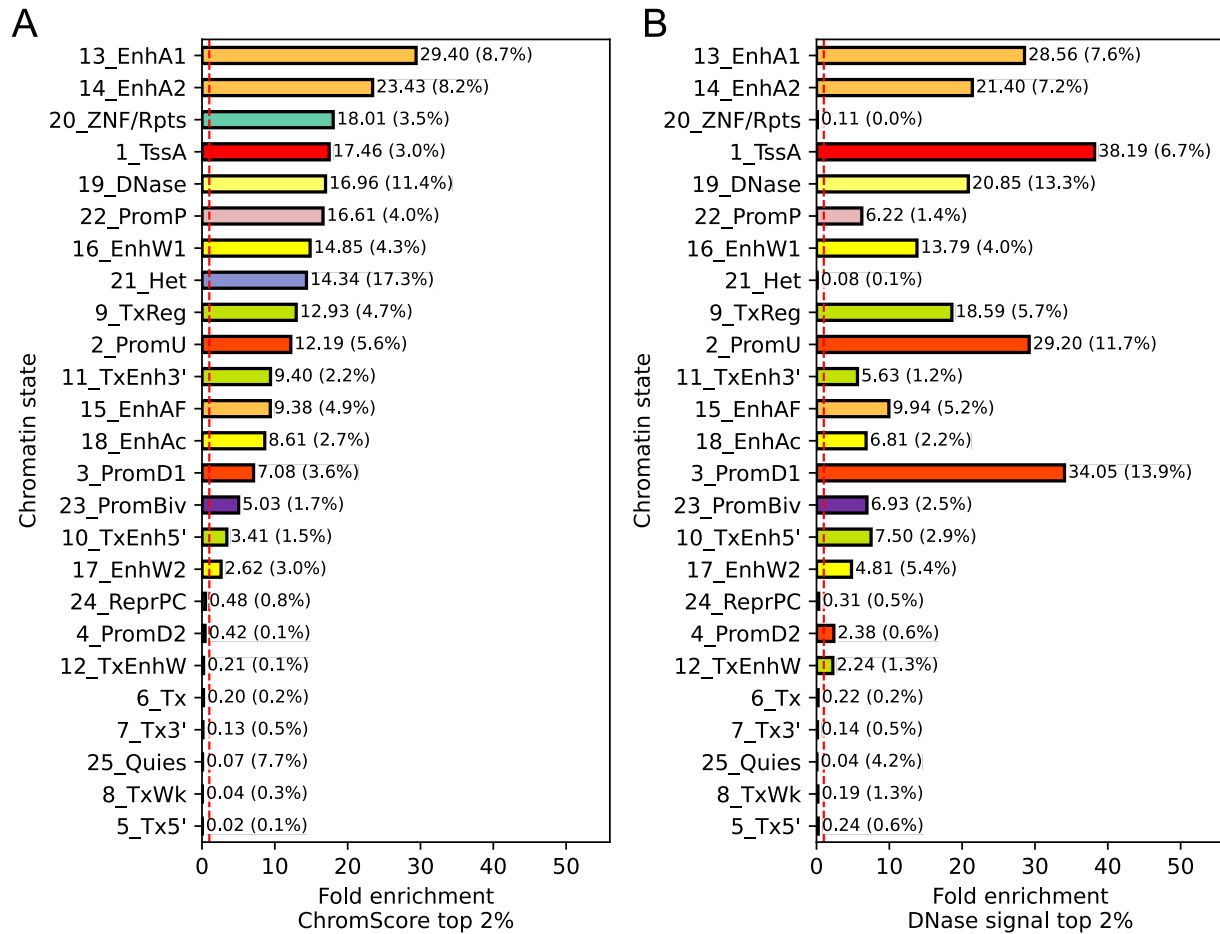 A
Chromatin state
13_EnhA1 29.40 (8.7%)
14_EnhA2 23.43 (8.2%)
20_ZNF/Rpts 18.01 (3.5%)
1_TssA 17.46 (3.0%)
19_DNase 16.96 (11.4%)
22_PromP 16.61 (4.0%)
16_EnhW1 14.85 (4.3%)
21_Het 14.34 (17.3%)
9_TxReg 12.93 (4.7%)
2_PromU 12.19 (5.6%)
11_TxEnh3' 9.40 (2.2%)
15_EnhAF 9.38 (4.9%)
18_EnhAc 8.61 (2.7%)
3_PromD1 7.08 (3.6%)
23_PromBiv 5.03 (1.7%)
10_TxEnh5' 3.41 (1.5%)
17_EnhW2 2.62 (3.0%)
24_ReprPC 0.48 (0.8%)
4_PromD2 0.42 (0.1%)
12_TxEnhW 0.21 (0.1%)
6_Tx 0.20 (0.2%)
7_Tx3' 0.13 (0.5%)
25_Quies 0.07 (7.7%)
8_TxWk 0.04 (0.3%)
5_Tx5' 0.02 (0.1%)
0 10 20 30 40 50
Fold enrichment
ChromScore top 2%
B
Chromatin state
13_EnhA1 28.56 (7.6%)
14_EnhA2 21.40 (7.2%)
20_ZNF/Rpts 0.11 (0.0%)
1_TssA 38.19 (6.7%)
19_DNase 20.85 (13.3%)
22_PromP 6.22 (1.4%)
16_EnhW1 13.79 (4.0%)
21_Het 0.08 (0.1%)
9_TxReg 18.59 (5.7%)
2_PromU 29.20 (11.7%)
11_TxEnh3' 5.63 (1.2%)
15_EnhAF 9.94 (5.2%)
18_EnhAc 6.81 (2.2%)
3_PromD1 34.05 (13.9%)
23_PromBiv 6.93 (2.5%)
10_TxEnh5' 7.50 (2.9%)
17_EnhW2 4.81 (5.4%)
24_ReprPC 0.31 (0.5%)
4_PromD2 2.38 (0.6%)
12_TxEnhW 2.24 (1.3%)
6_Tx 0.22 (0.2%)
7_Tx3' 0.14 (0.5%)
25_Quies 0.04 (4.2%)
8_TxWk 0.19 (1.3%)
5_Tx5' 0.24 (0.6%)
0 10 20 30 40 50
Fold enrichment
DNase signal top 2%